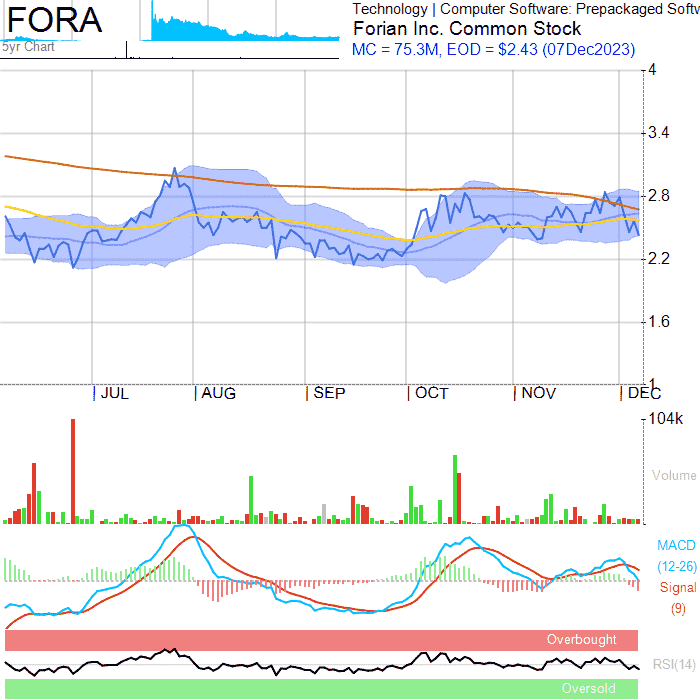 FORA
5yr Chart
Technology | Computer Software: Prepackaged Softw
Forian Inc. Common Stock
MC = 75.3M, EOD = $2.43 (07Dec2023)
4
3.4
2.8
2.2
1.6
1
JUL AUG SEP OCT NOV DEC
104k
Volume
MACD
(12-26)
Signal
(9)
Overbought
RSI(14)
Oversold